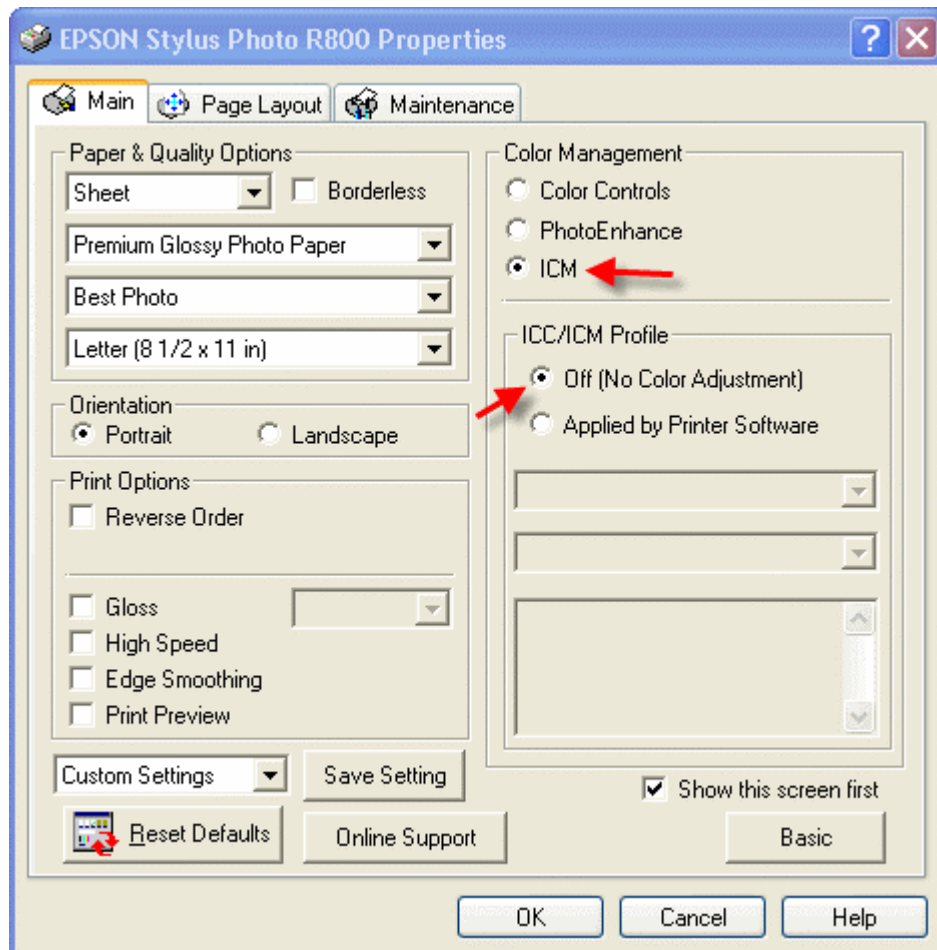 EPSON Stylus Photo R800 Properties
?
Main
Page Layout
Maintenance
Paper & Quality Options
Sheet
Borderless
Premium Glossy Photo Paper
Best Photo
Letter (8 1/2 x 11 in)
Orientation
Portrait
Landscape
Print Options
Reverse Order
Gloss
High Speed
Edge Smoothing
Print Preview
Custom Settings
Save Setting
Reset Defaults
Online Support
Color Management
Color Controls
PhotoEnhance
ICM
ICC/ICM Profile
Off (No Color Adjustment)
Applied by Printer Software
Show this screen first
Basic
OK
Cancel
Help